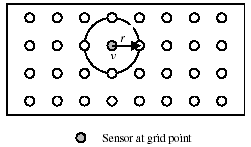 r
v
Sensor at grid point